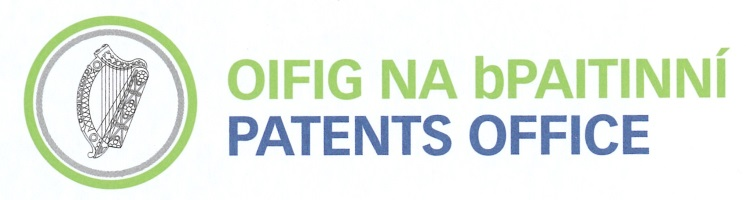 OIFIG NA bPAITINNÍ
PATENTS OFFICE